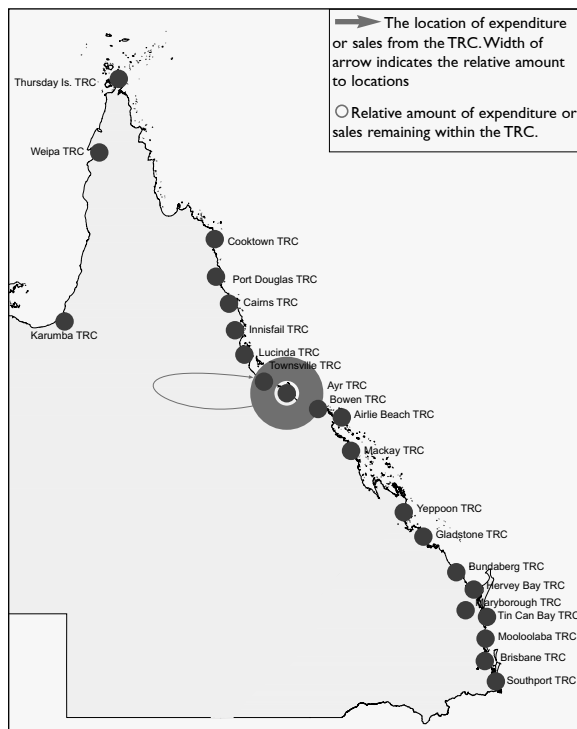 The location of expenditure
or sales from the TRC. Width of
arrow indicates the relative amount
to locations
Relative amount of expenditure or
sales remaining within the TRC.
Thursday Is. TRC
Weipa TRC
Cooktown TRC
Port Douglas TRC
Cairns TRC
Karumba TRC
Innisfail TRC
Lucinda TRC
Townsville TRC
Ayr TRC
Bowen TRC
Airlie Beach TRC
Mackay TRC
Yeppoon TRC
Gladstone TRC
Bundaberg TRC
Hervey Bay TRC
Maryborough TRC
Tin Can Bay TRC
Mooloolaba TRC
Brisbane TRC
Southport TRC